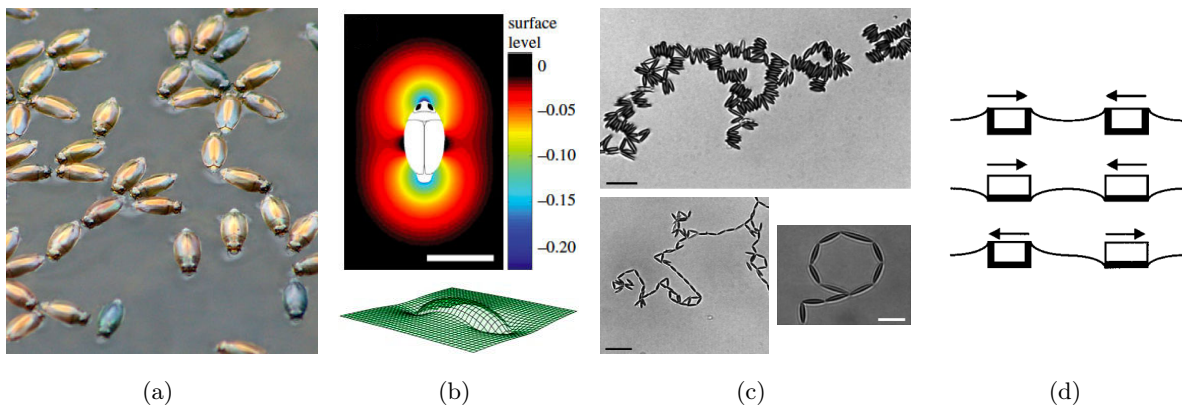 surface
level
0
–0.05
–0.10
–0.15
–0.20
(a)
(b)
(c)
(d)